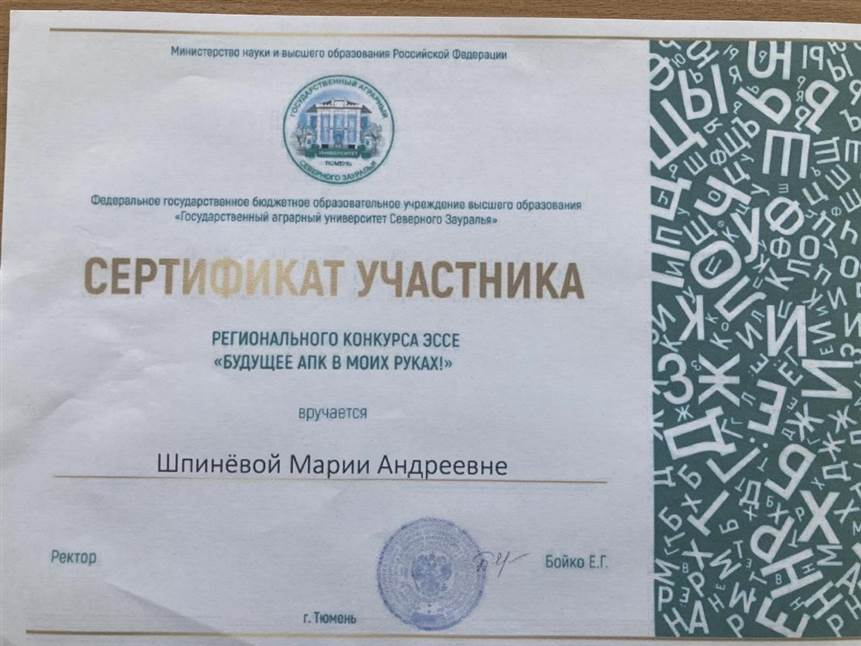 Министерство науки и высшего образования Российской Федерации
ГОСУДАРСТВЕННЫЙ АГРАРНЫЙ
УНИВЕРСИТЕТ
ТЮМЕНЬ
СЕВЕРНОГО ЗАУРАЛЬЯ
Федеральное государственное бюджетное образовательное учреждение высшего образования
«Государственный аграрный университет Северного Зауралья»
СЕРТИФИКАТ УЧАСТНИКА
РЕГИОНАЛЬНОГО КОНКУРСА ЭССЕ
«БУДУЩЕЕ АПК В МОИХ РУКАХ!»
вручается
Шпинёвой Марии Андреевне
Ректор
Бойко Е.Г.
г. Тюмень